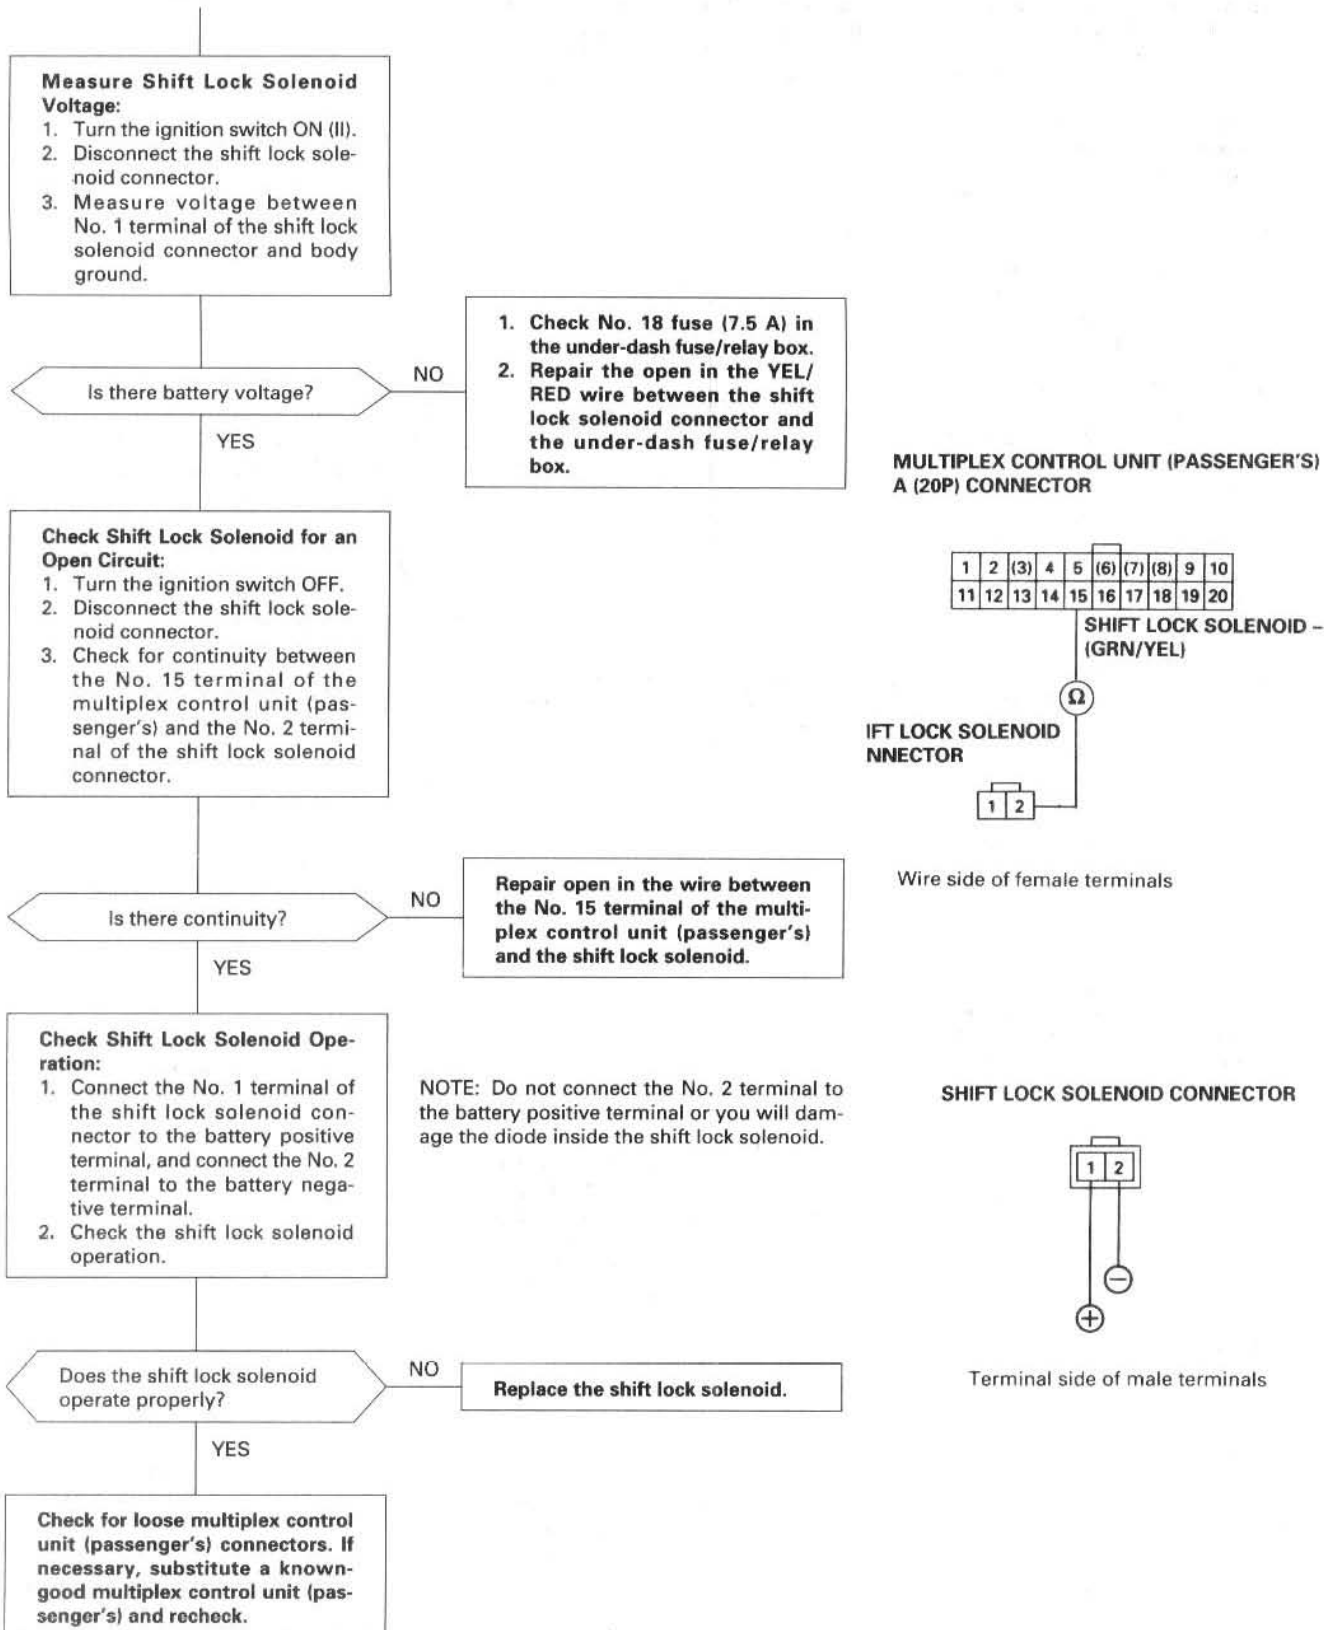 Measure Shift Lock Solenoid
Voltage:
1. Turn the ignition switch ON (II).
2. Disconnect the shift lock sole-
noid connector.
3. Measure voltage between
No. 1 terminal of the shift lock
solenoid connector and body
ground.
Is there battery voltage?
NO
1. Check No. 18 fuse (7.5 A) in
the under-dash fuse/relay box.
2. Repair the open in the YEL/
RED wire between the shift
lock solenoid connector and
the under-dash fuse/relay
box.
YES
Check Shift Lock Solenoid for an
Open Circuit:
1. Turn the ignition switch OFF.
2. Disconnect the shift lock sole-
noid connector.
3. Check for continuity between
the No. 15 terminal of the
multiplex control unit (pas-
senger's) and the No. 2 termi-
nal of the shift lock solenoid
connector.
MULTIPLEX CONTROL UNIT (PASSENGER'S)
A (20P) CONNECTOR
1 2 (3) 4 5 (6) (7) (8) 9 10
11 12 13 14 15 16 17 18 19 20
SHIFT LOCK SOLENOID –
(GRN/YEL)
Ω
IFT LOCK SOLENOID
NNECTOR
1 2
Wire side of female terminals
Is there continuity?
NO
Repair open in the wire between
the No. 15 terminal of the multi-
plex control unit (passenger's)
and the shift lock solenoid.
YES
Check Shift Lock Solenoid Ope-
ration:
1. Connect the No. 1 terminal of
the shift lock solenoid con-
nector to the battery positive
terminal, and connect the No. 2
terminal to the battery nega-
tive terminal.
2. Check the shift lock solenoid
operation.
NOTE: Do not connect the No. 2 terminal to
the battery positive terminal or you will dam-
age the diode inside the shift lock solenoid.
SHIFT LOCK SOLENOID CONNECTOR
1 2
−
+
Terminal side of male terminals
Does the shift lock solenoid
operate properly?
NO
Replace the shift lock solenoid.
YES
Check for loose multiplex control
unit (passenger's) connectors. If
necessary, substitute a known-
good multiplex control unit (pas-
senger's) and recheck.